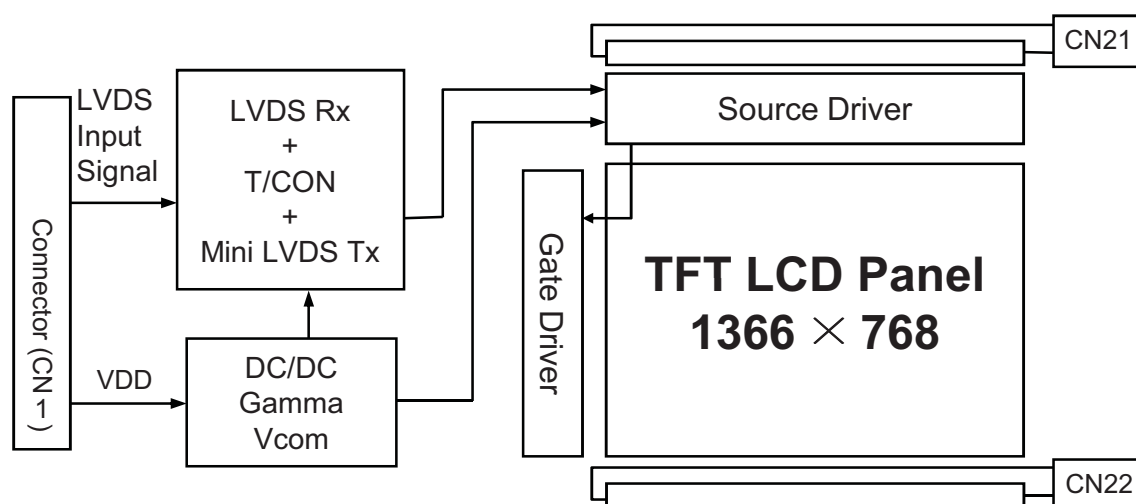 CN21
LVDS
Input
Signal
LVDS Rx
+
T/CON
+
Mini LVDS Tx
Source Driver
Connector (CN1)
Gate Driver
TFT LCD Panel
1366 × 768
VDD
DC/DC
Gamma
Vcom
CN22